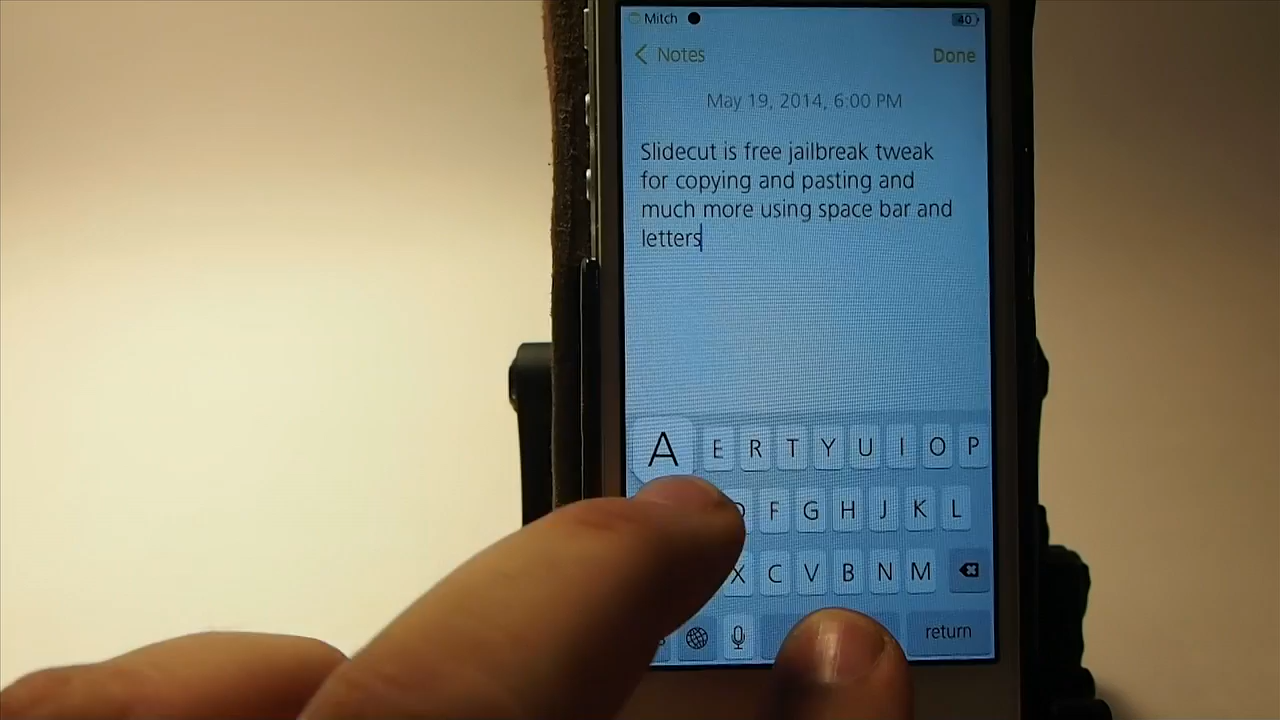 Mitch 40
Notes Done
May 19, 2014, 6:00 PM
Slidecut is free jailbreak tweak
for copying and pasting and
much more using space bar and
letters
A E R T Y U I O P
F G H J K L
X C V B N M
return